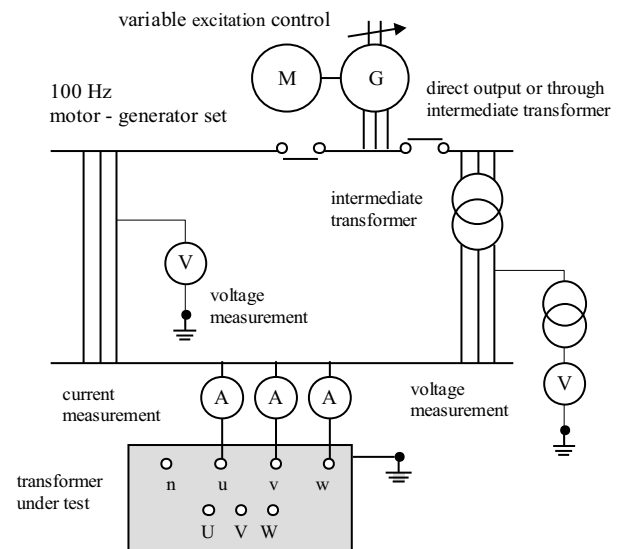 variable excitation control
M
G
100 Hz
motor - generator set
direct output or through
intermediate transformer
intermediate
transformer
V
voltage
measurement
current
measurement
A
A
A
voltage
measurement
V
transformer
under test
n
u
v
w
U
V
W